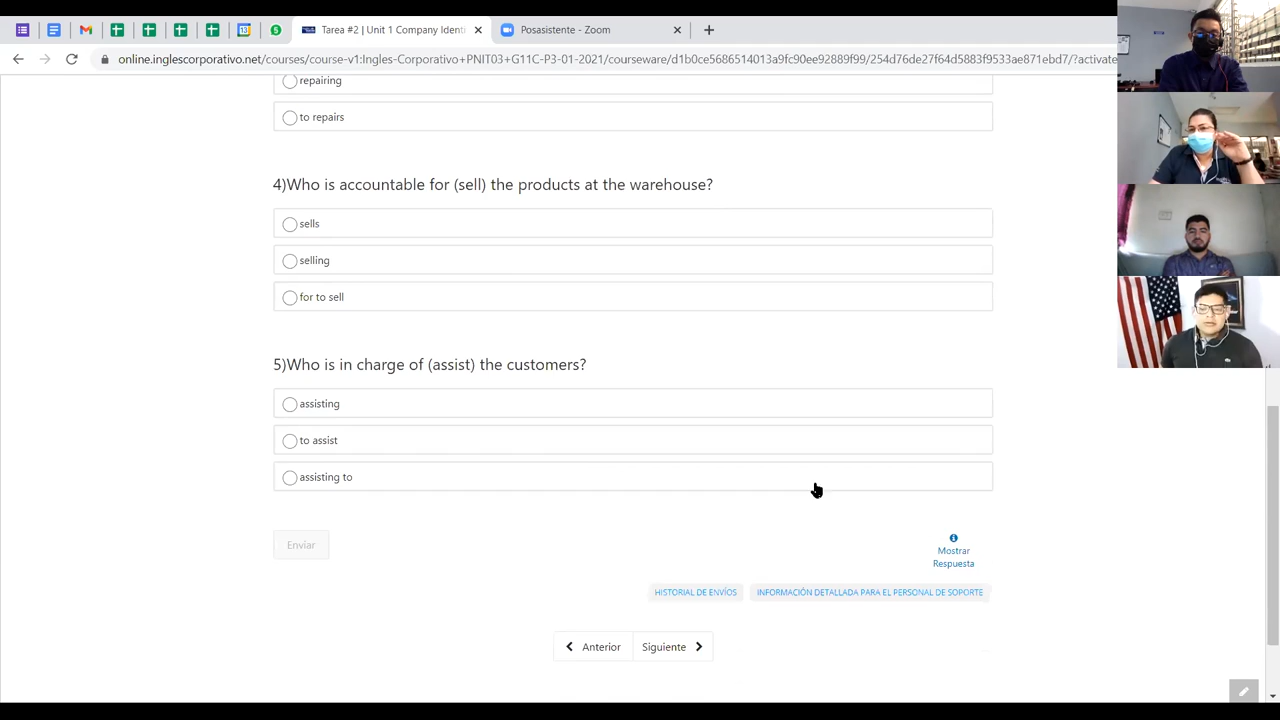 Tarea #2 | Unit 1 Company Identi
Posasistente - Zoom
online.inglescorporativo.net/courses/course-v1:Ingles-Corporativo+PNIT03+G11C+P3-01-2021/courseware/d1b0ce5686514013a9fc90ee92889f99/254d76de27f64d5883f9533ae871ebd7/?activate
repairing
to repairs
4)Who is accountable for (sell) the products at the warehouse?
sells
selling
for to sell
5)Who is in charge of (assist) the customers?
assisting
to assist
assisting to
Enviar
Mostrar
Respuesta
HISTORIAL DE ENVÍOS
INFORMACIÓN DETALLADA PARA EL PERSONAL DE SOPORTE
Anterior
Siguiente